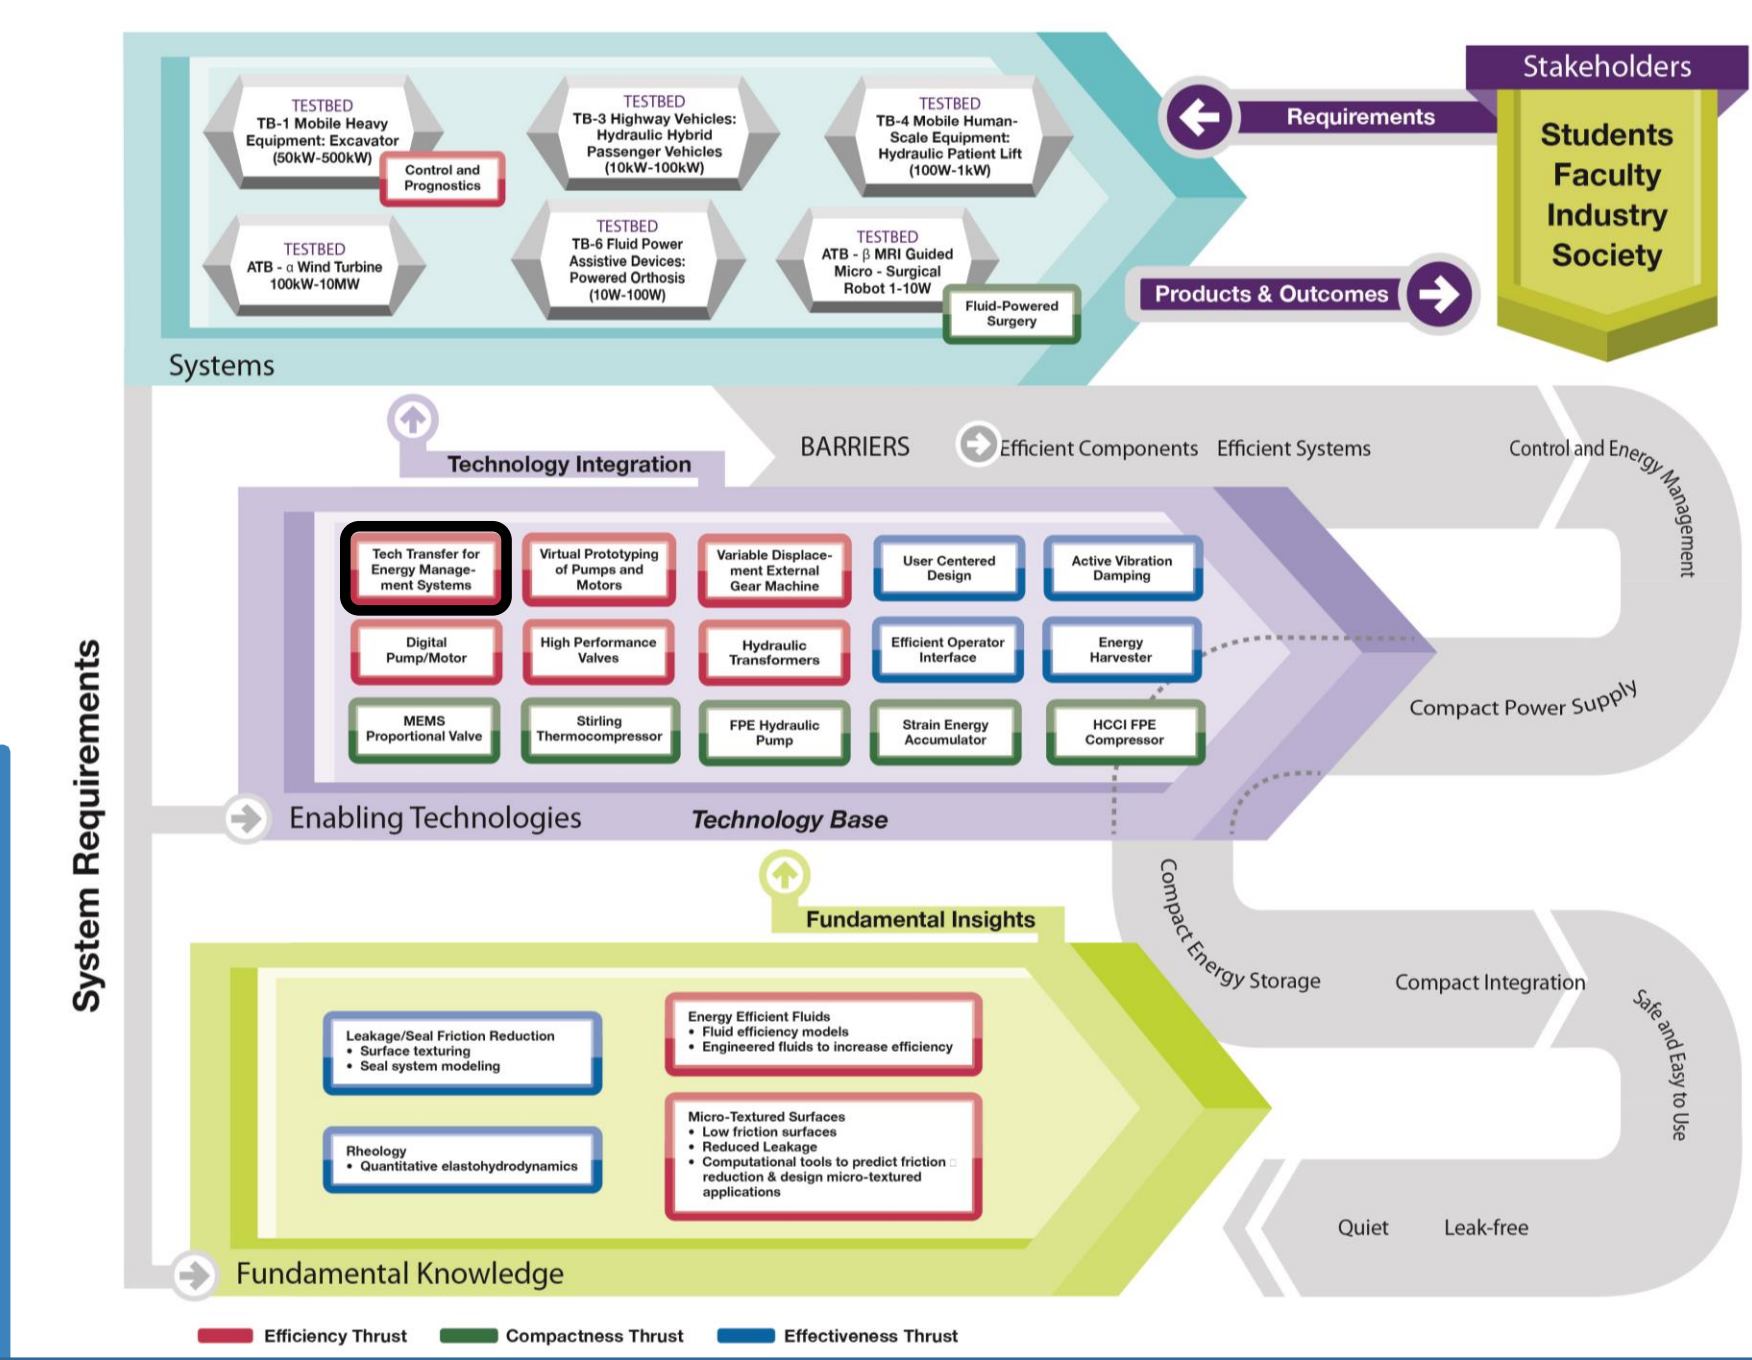 Stakeholders
Students
Faculty
Industry
Society
Requirements
Products & Outcomes
TESTBED
TB-1 Mobile Heavy
Equipment: Excavator
(50kW-500kW)
Control and
Prognostics
TESTBED
TB-3 Highway Vehicles:
Hydraulic Hybrid
Passenger Vehicles
(10kW-100kW)
TESTBED
TB-4 Mobile Human-
Scale Equipment:
Hydraulic Patient Lift
(100W-1kW)
TESTBED
ATB - α Wind Turbine
100kW-10MW
TESTBED
TB-6 Fluid Power
Assistive Devices:
Powered Orthosis
(10W-100W)
TESTBED
ATB - β MRI Guided
Micro - Surgical
Robot 1-10W
Fluid-Powered
Surgery
Systems
BARRIERS
Efficient Components
Efficient Systems
Control and Energy Management
Compact Power Supply
Compact Energy Storage
Compact Integration
Safe and Easy to Use
Leak-free
Quiet
Technology Integration
Tech Transfer for
Energy Manage-
ment Systems
Virtual Prototyping
of Pumps and
Motors
Variable Displace-
ment External
Gear Machine
User Centered
Design
Active Vibration
Damping
Digital
Pump/Motor
High Performance
Valves
Hydraulic
Transformers
Efficient Operator
Interface
Energy
Harvester
MEMS
Proportional Valve
Stirling
Thermocompressor
FPE Hydraulic
Pump
Strain Energy
Accumulator
HCCI FPE
Compressor
Enabling Technologies
Technology Base
System Requirements
Fundamental Insights
Leakage/Seal Friction Reduction
• Surface texturing
• Seal system modeling
Energy Efficient Fluids
• Fluid efficiency models
• Engineered fluids to increase efficiency
Rheology
• Quantitative elastohydrodynamics
Micro-Textured Surfaces
• Low friction surfaces
• Reduced Leakage
• Computational tools to predict friction
reduction & design micro-textured
applications
Fundamental Knowledge
Efficiency Thrust
Compactness Thrust
Effectiveness Thrust